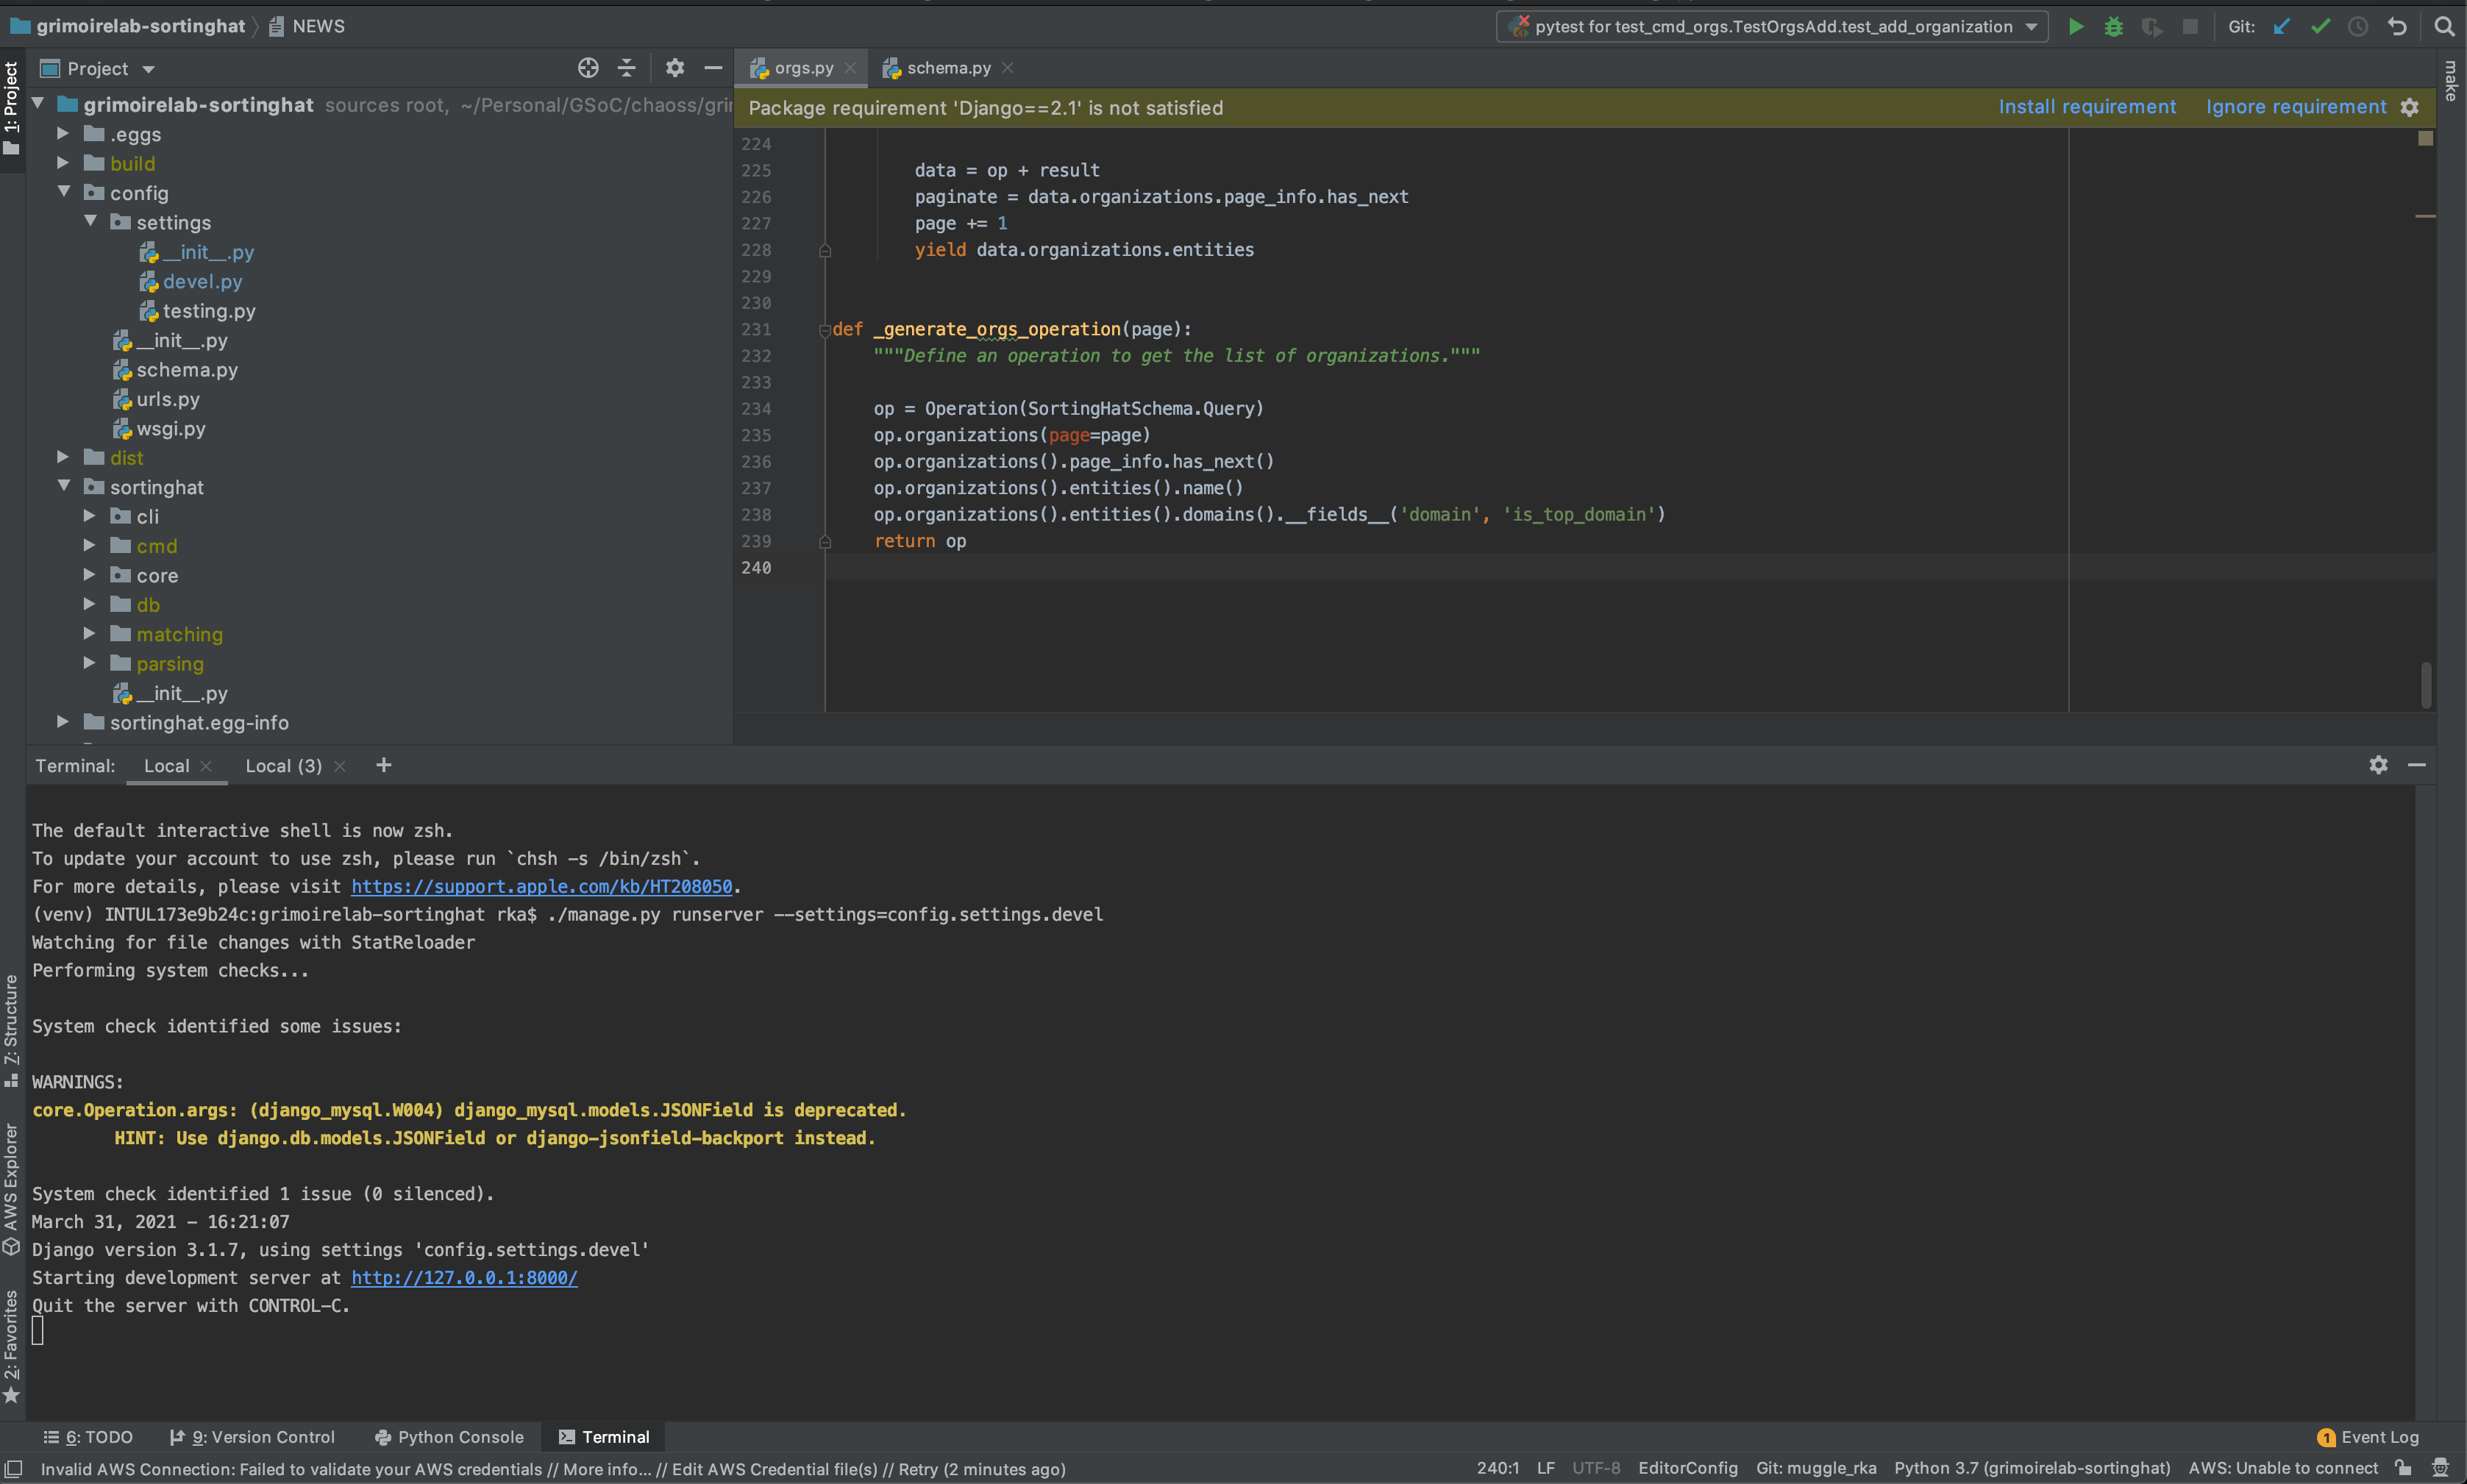 grimoirelab-sortinghat
NEWS
pytest for test_cmd_orgs.TestOrgsAdd.test_add_organization
Git:
1: Project
Project
orgs.py
schema.py
make
grimoirelab-sortinghat sources root, ~/Personal/GSoC/chaoss/gri
.eggs
build
config
settings
__init__.py
devel.py
testing.py
__init__.py
schema.py
urls.py
wsgi.py
dist
sortinghat
cli
cmd
core
db
matching
parsing
__init__.py
sortinghat.egg-info
Package requirement 'Django==2.1' is not satisfied
Install requirement
Ignore requirement
224
225 data = op + result
226 paginate = data.organizations.page_info.has_next
227 page += 1
228 yield data.organizations.entities
229
230
231 def _generate_orgs_operation(page):
232 """Define an operation to get the list of organizations."""
233
234 op = Operation(SortingHatSchema.Query)
235 op.organizations(page=page)
236 op.organizations().page_info.has_next()
237 op.organizations().entities().name()
238 op.organizations().entities().domains().__fields__('domain', 'is_top_domain')
239 return op
240
Terminal:
Local
Local (3)
The default interactive shell is now zsh.
To update your account to use zsh, please run `chsh -s /bin/zsh`.
For more details, please visit https://support.apple.com/kb/HT208050.
(venv) INTUL173e9b24c:grimoirelab-sortinghat rka$ ./manage.py runserver --settings=config.settings.devel
Watching for file changes with StatReloader
Performing system checks...
System check identified some issues:
WARNINGS:
core.Operation.args: (django_mysql.W004) django_mysql.models.JSONField is deprecated.
HINT: Use django.db.models.JSONField or django-jsonfield-backport instead.
System check identified 1 issue (0 silenced).
March 31, 2021 - 16:21:07
Django version 3.1.7, using settings 'config.settings.devel'
Starting development server at http://127.0.0.1:8000/
Quit the server with CONTROL-C.
7: Structure
AWS Explorer
2: Favorites
6: TODO
9: Version Control
Python Console
Terminal
1 Event Log
Invalid AWS Connection: Failed to validate your AWS credentials // More info... // Edit AWS Credential file(s) // Retry (2 minutes ago)
240:1
LF
UTF-8
EditorConfig
Git: muggle_rka
Python 3.7 (grimoirelab-sortinghat)
AWS: Unable to connect